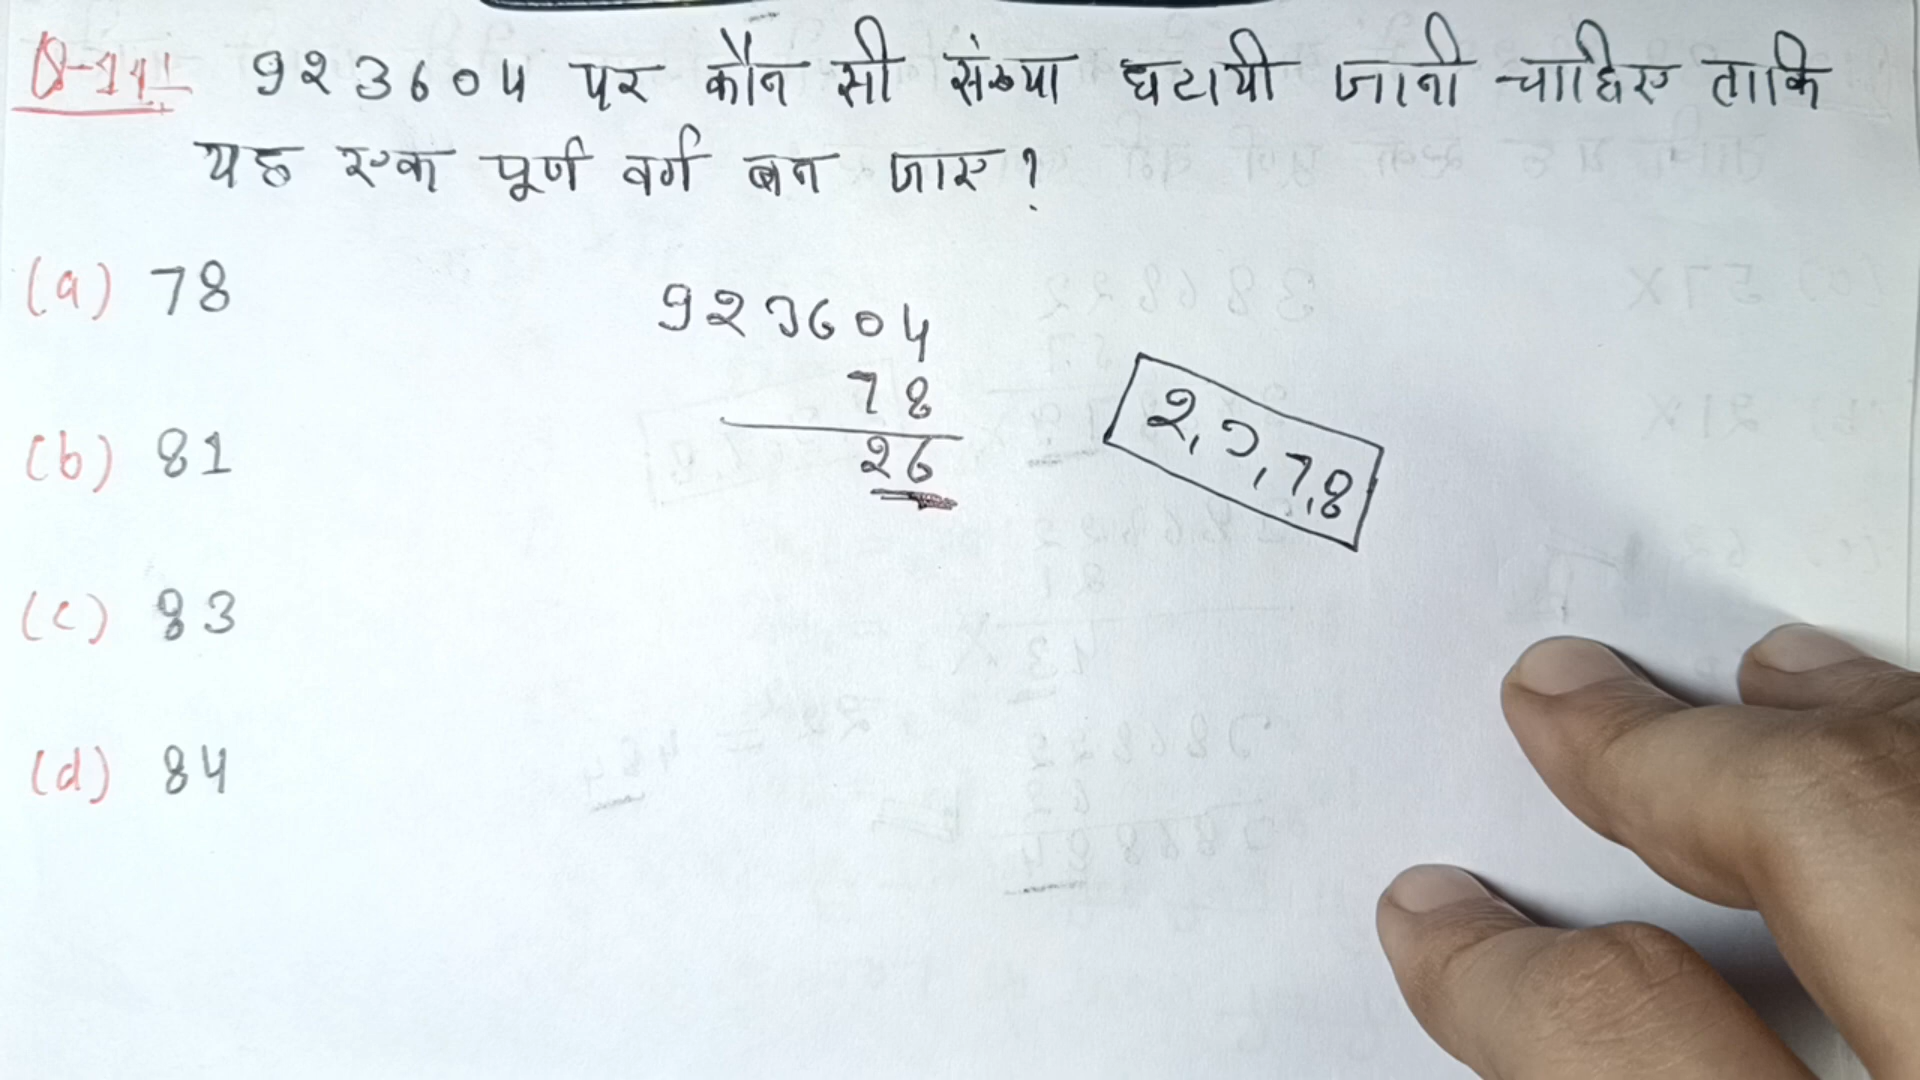 Q-11! 923604 पर कौन सी संख्या घटायी जानी चाहिए ताकि
यह एक पूर्ण वर्ग बन जाए?
(a) 78
(b) 81
(c) 83
(d) 84
923604
78
26
2,3,7,8